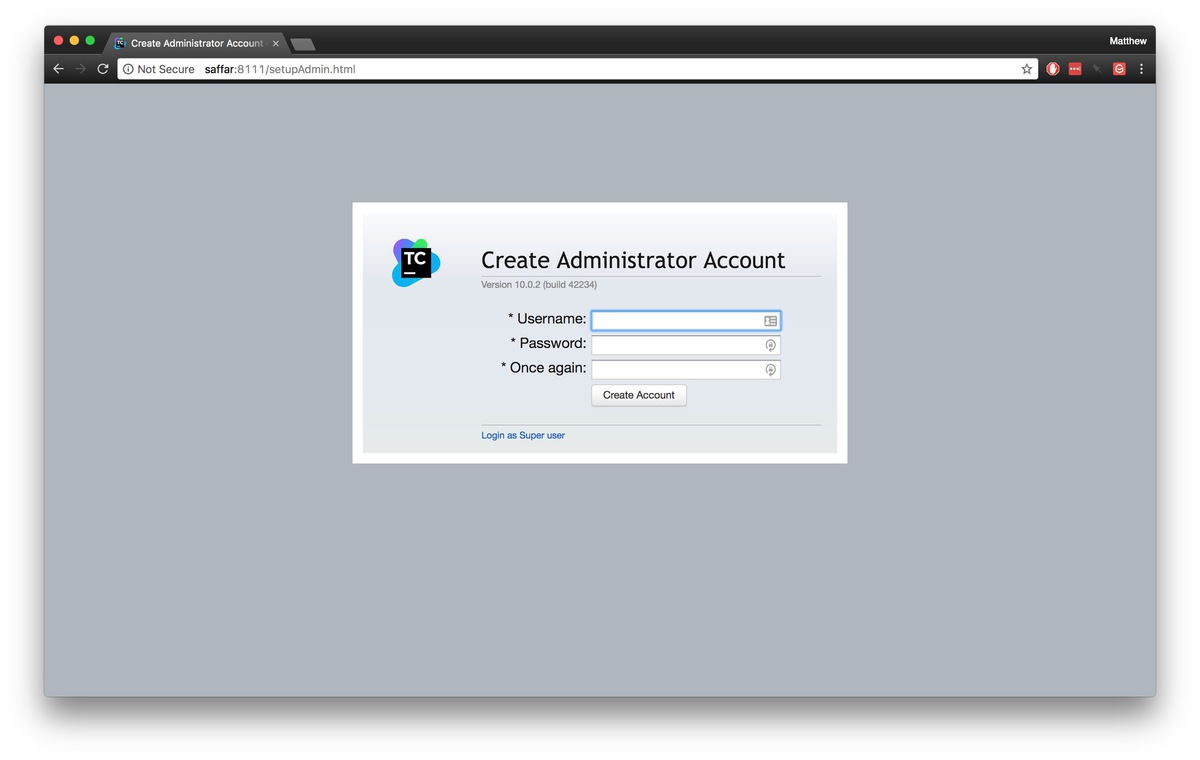 Create Administrator Account
Matthew
Not Secure saffar:8111/setupAdmin.html
TC
Create Administrator Account
Version 10.0.2 (build 42234)
* Username:
* Password:
* Once again:
Create Account
Login as Super user